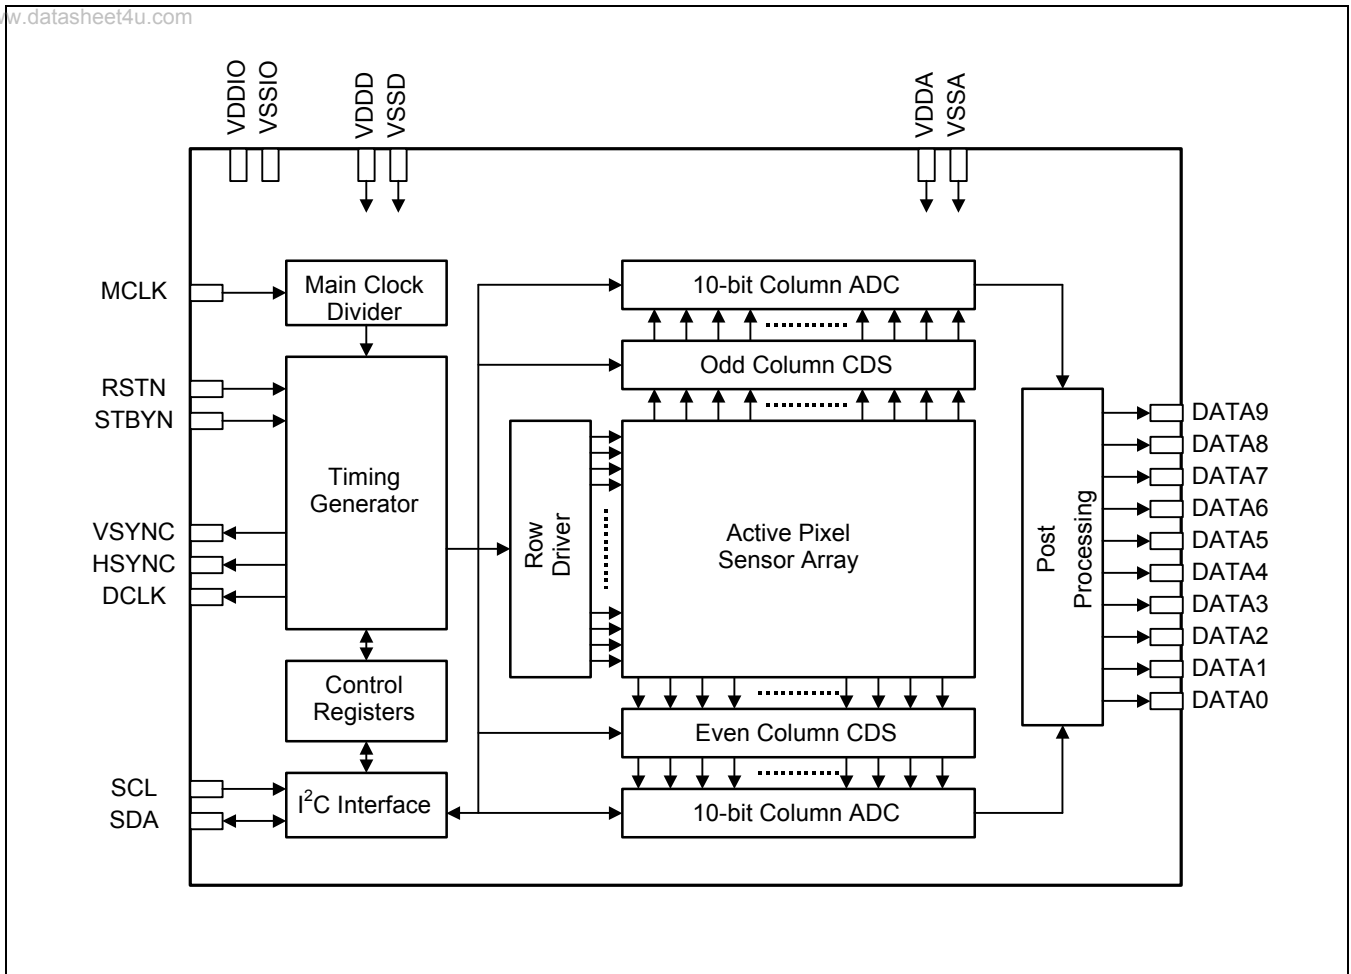 w.datasheet4u.com
VDDIO
VSSIO
VDDD
VSSD
VDDA
VSSA
MCLK
RSTN
STBYN
VSYNC
HSYNC
DCLK
SCL
SDA
Main Clock
Divider
Timing
Generator
Control
Registers
I²C Interface
Row
Driver
10-bit Column ADC
Odd Column CDS
Active Pixel
Sensor Array
Even Column CDS
10-bit Column ADC
Post
Processing
DATA9
DATA8
DATA7
DATA6
DATA5
DATA4
DATA3
DATA2
DATA1
DATA0